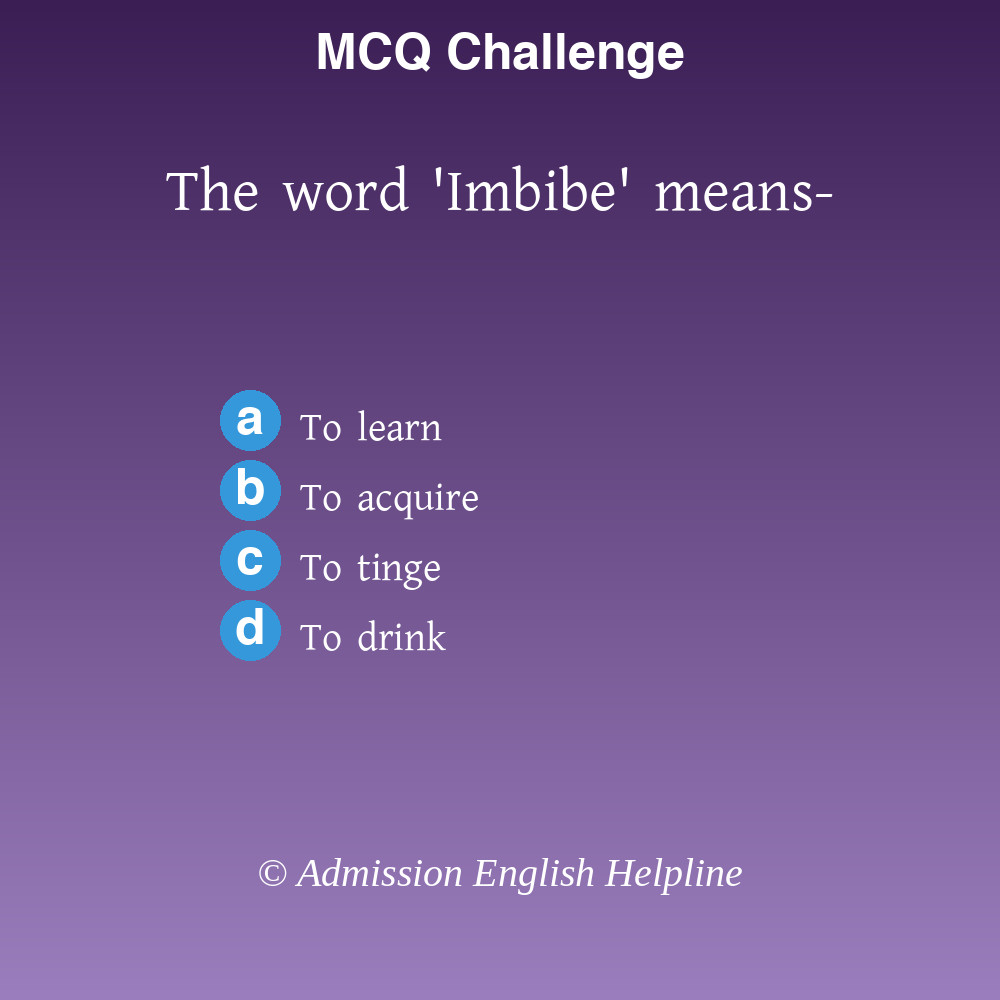 MCQ Challenge
The word 'Imbibe' means-
a To learn
b To acquire
c To tinge
d To drink
© Admission English Helpline